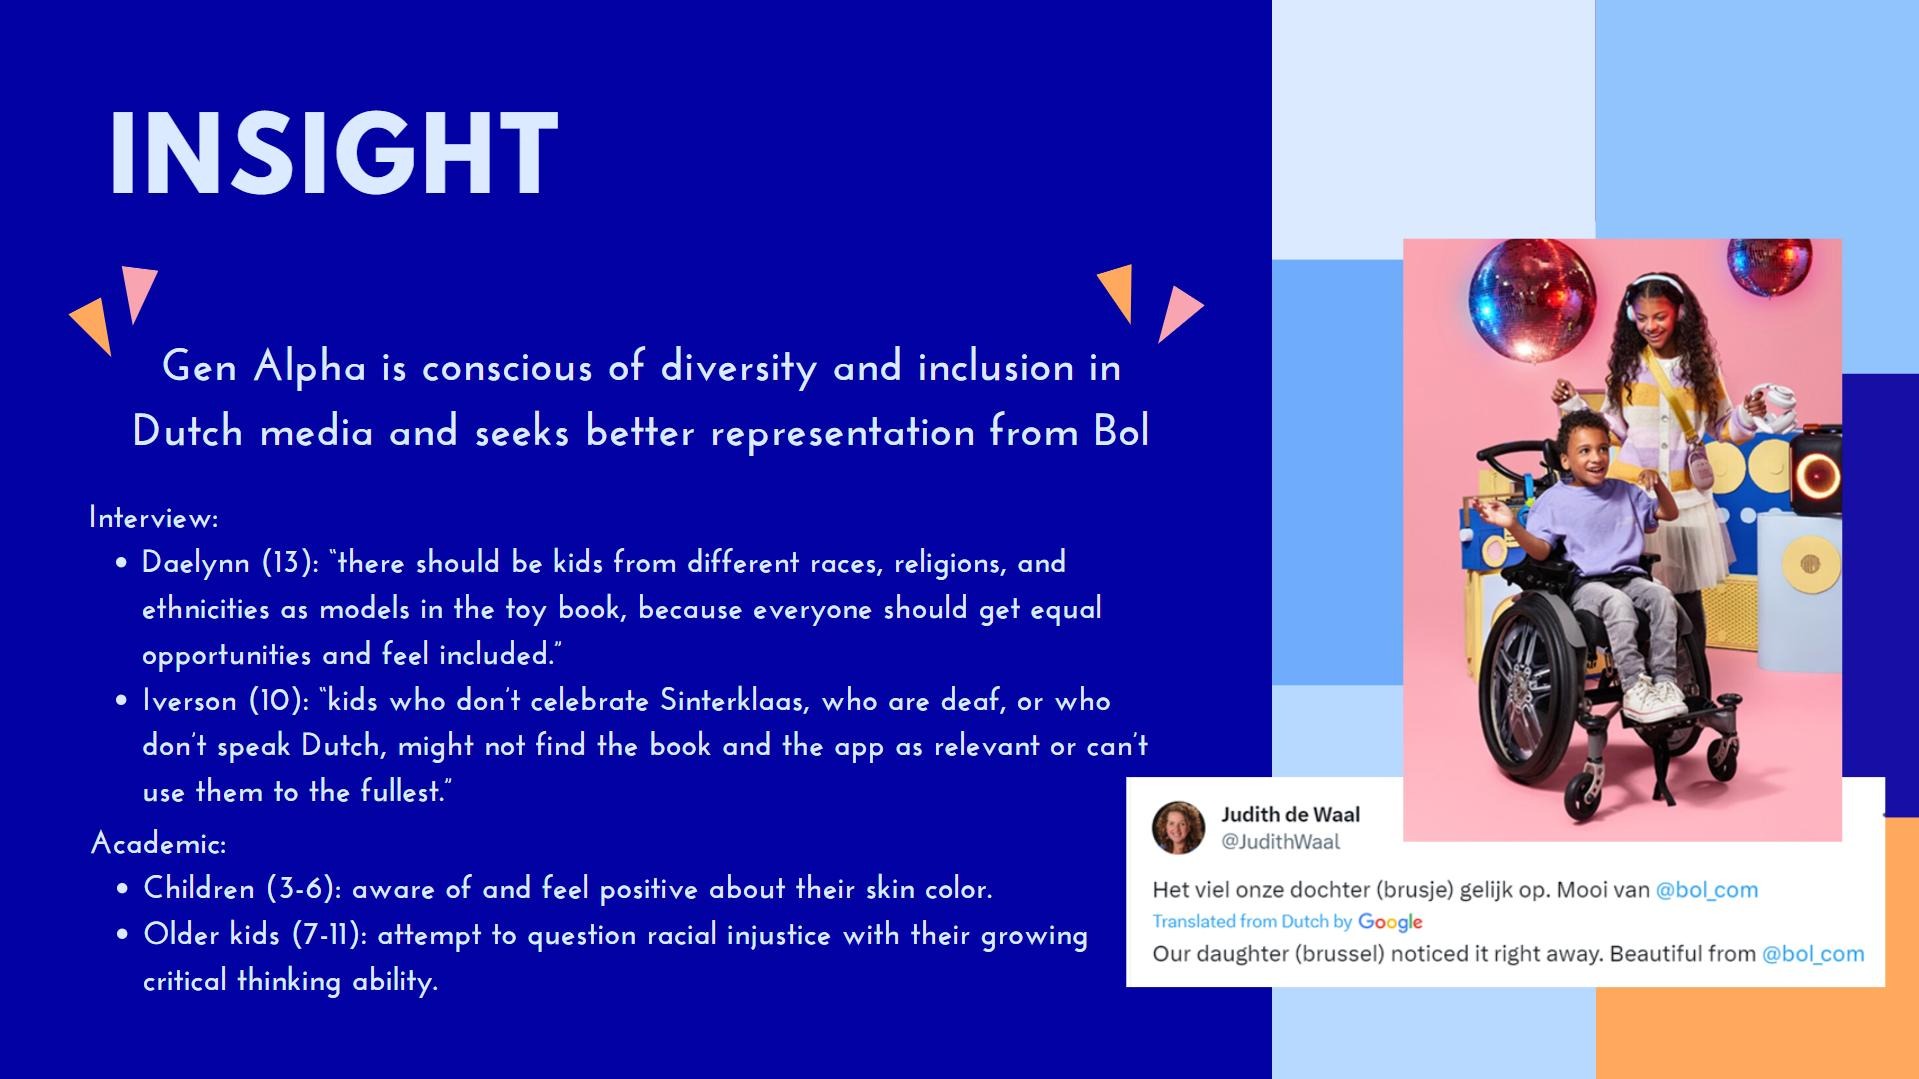 INSIGHT
Gen Alpha is conscious of diversity and inclusion in
Dutch media and seeks better representation from Bol
Interview:
• Daelynn (13): “there should be kids from different races, religions, and
ethnicities as models in the toy book, because everyone should get equal
opportunities and feel included.”
• Iverson (10): “kids who don’t celebrate Sinterklaas, who are deaf, or who
don’t speak Dutch, might not find the book and the app as relevant or can’t
use them to the fullest.”
Academic:
• Children (3-6): aware of and feel positive about their skin color.
• Older kids (7-11): attempt to question racial injustice with their growing
critical thinking ability.
Judith de Waal
@JudithWaal
Het viel onze dochter (brusje) gelijk op. Mooi van @bol_com
Translated from Dutch by Google
Our daughter (brussel) noticed it right away. Beautiful from @bol_com